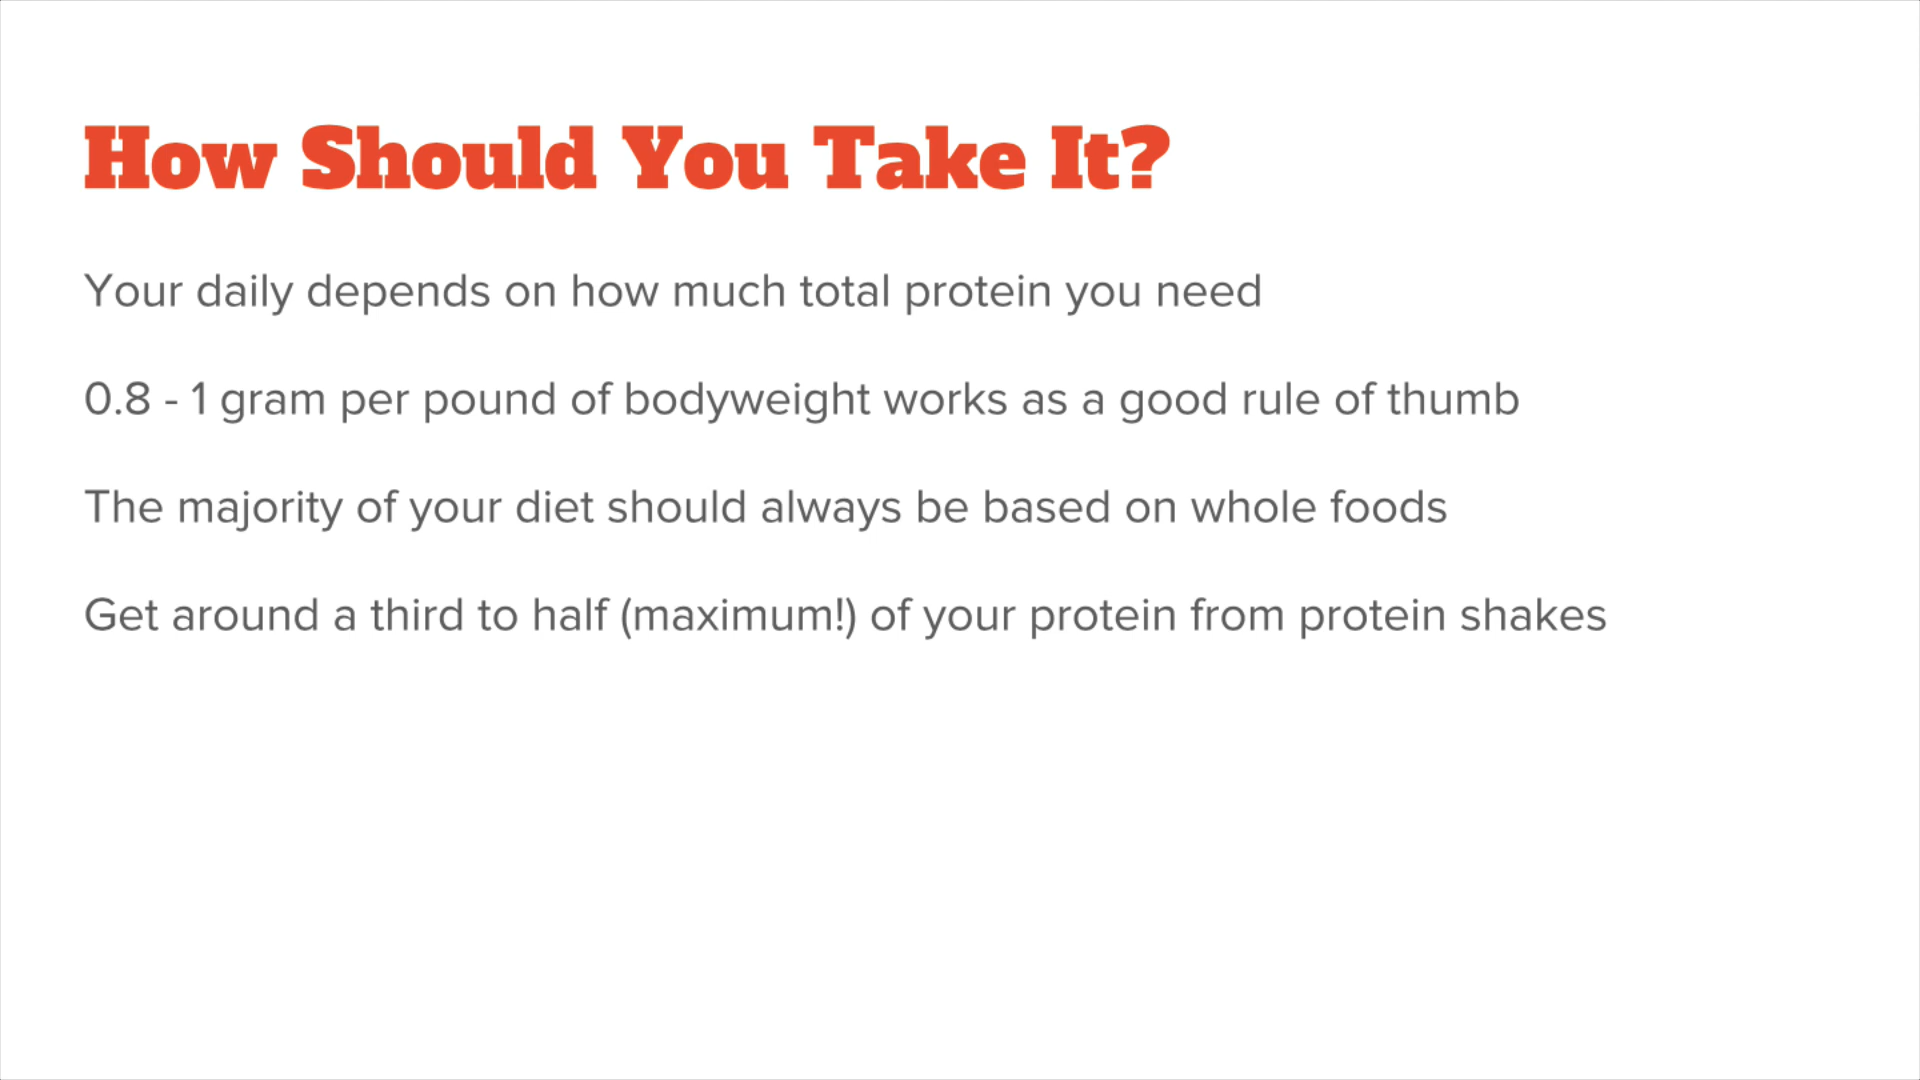 How Should You Take It?
Your daily depends on how much total protein you need
0.8 - 1 gram per pound of bodyweight works as a good rule of thumb
The majority of your diet should always be based on whole foods
Get around a third to half (maximum!) of your protein from protein shakes